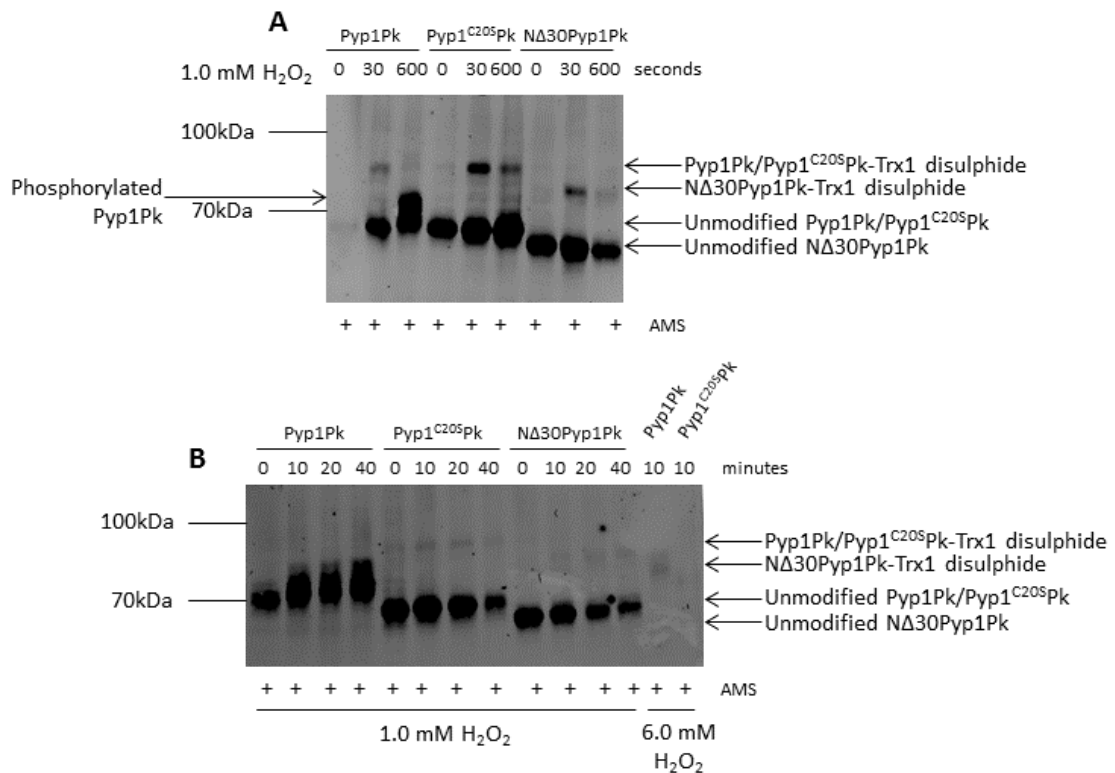 A
Pyp1Pk Pyp1C20SPk NΔ30Pyp1Pk
1.0 mM H2O2 0 30 600 0 30 600 0 30 600 seconds
100kDa
Pyp1Pk/Pyp1C20SPk-Trx1 disulphide
Phosphorylated
Pyp1Pk
NΔ30Pyp1Pk-Trx1 disulphide
70kDa
Unmodified Pyp1Pk/Pyp1C20SPk
Unmodified NΔ30Pyp1Pk
+ + + + + + + + + AMS
Pyp1Pk
Pyp1C20SPk
B
Pyp1Pk Pyp1C20SPk NΔ30Pyp1Pk
0 10 20 40 0 10 20 40 0 10 20 40 10 10 minutes
100kDa
Pyp1Pk/Pyp1C20SPk-Trx1 disulphide
NΔ30Pyp1Pk-Trx1 disulphide
70kDa
Unmodified Pyp1Pk/Pyp1C20SPk
Unmodified NΔ30Pyp1Pk
+ + + + + + + + + + + + + + AMS
1.0 mM H2O2
6.0 mM
H2O2